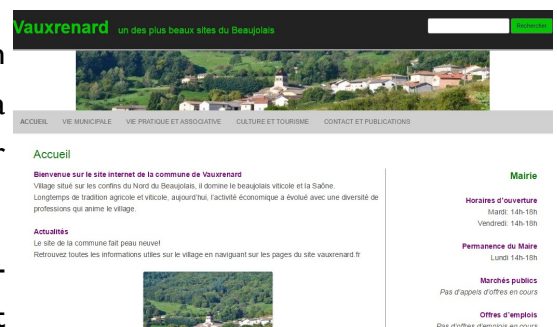 Vauxrenard un des plus beaux sites du Beaujolais
Rechercher
ACCUEIL VIE MUNICIPALE VIE PRATIQUE ET ASSOCIATIVE CULTURE ET TOURISME CONTACT ET PUBLICATIONS
Accueil
Bienvenue sur le site internet de la commune de Vauxrenard
Village situé sur les confins du Nord du Beaujolais, il domine le beaujolais viticole et la Saône.
Longtemps de tradition agricole et viticole, aujourd'hui, l'activité économique a évolué avec une diversité de
professions qui anime le village.
Actualités
Le site de la commune fait peau neuve!
Retrouvez toutes les informations utiles sur le village en naviguant sur les pages du site vauxrenard.fr
Mairie
Horaires d'ouverture
Mardi: 14h-18h
Vendredi: 14h-18h
Permanence du Maire
Lundi 14h-18h
Marchés publics
Pas d'appels d'offres en cours
Offres d'emplois
Pas d'offres d'emplois en cours